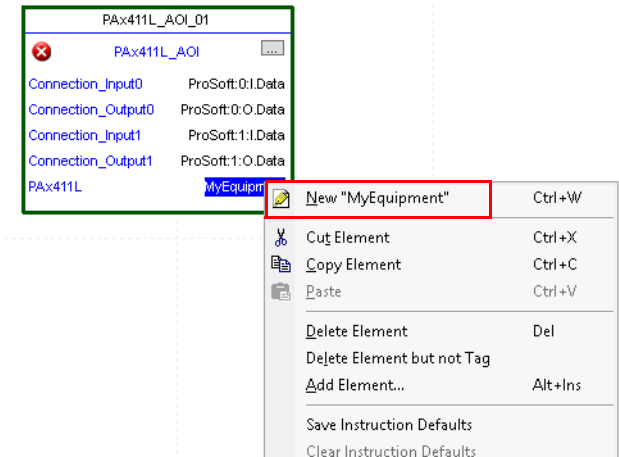 PAx411L_AOI_01
PAx411L_AOI ...
Connection_Input0 ProSoft:0:I.Data
Connection_Output0 ProSoft:0:O.Data
Connection_Input1 ProSoft:1:I.Data
Connection_Output1 ProSoft:1:O.Data
PAx411L MyEquipm
New "MyEquipment" Ctrl+W
Cut Element Ctrl+X
Copy Element Ctrl+C
Paste Ctrl+V
Delete Element Del
Delete Element but not Tag
Add Element... Alt+Ins
Save Instruction Defaults
Clear Instruction Defaults